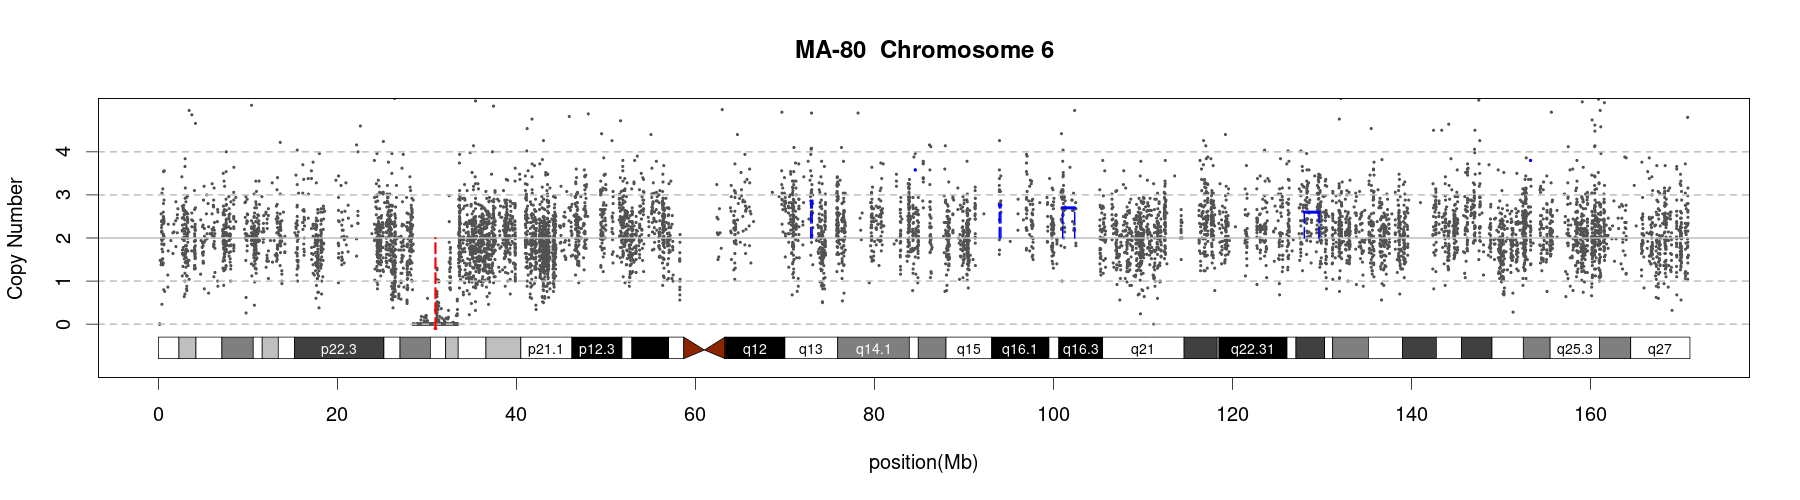 MA-80  Chromosome 6
Copy Number
4
3
2
1
0
p22.3 p21.1 p12.3 q12 q13 q14.1 q15 q16.1 q16.3 q21 q22.31 q25.3 q27
0 20 40 60 80 100 120 140 160
position(Mb)